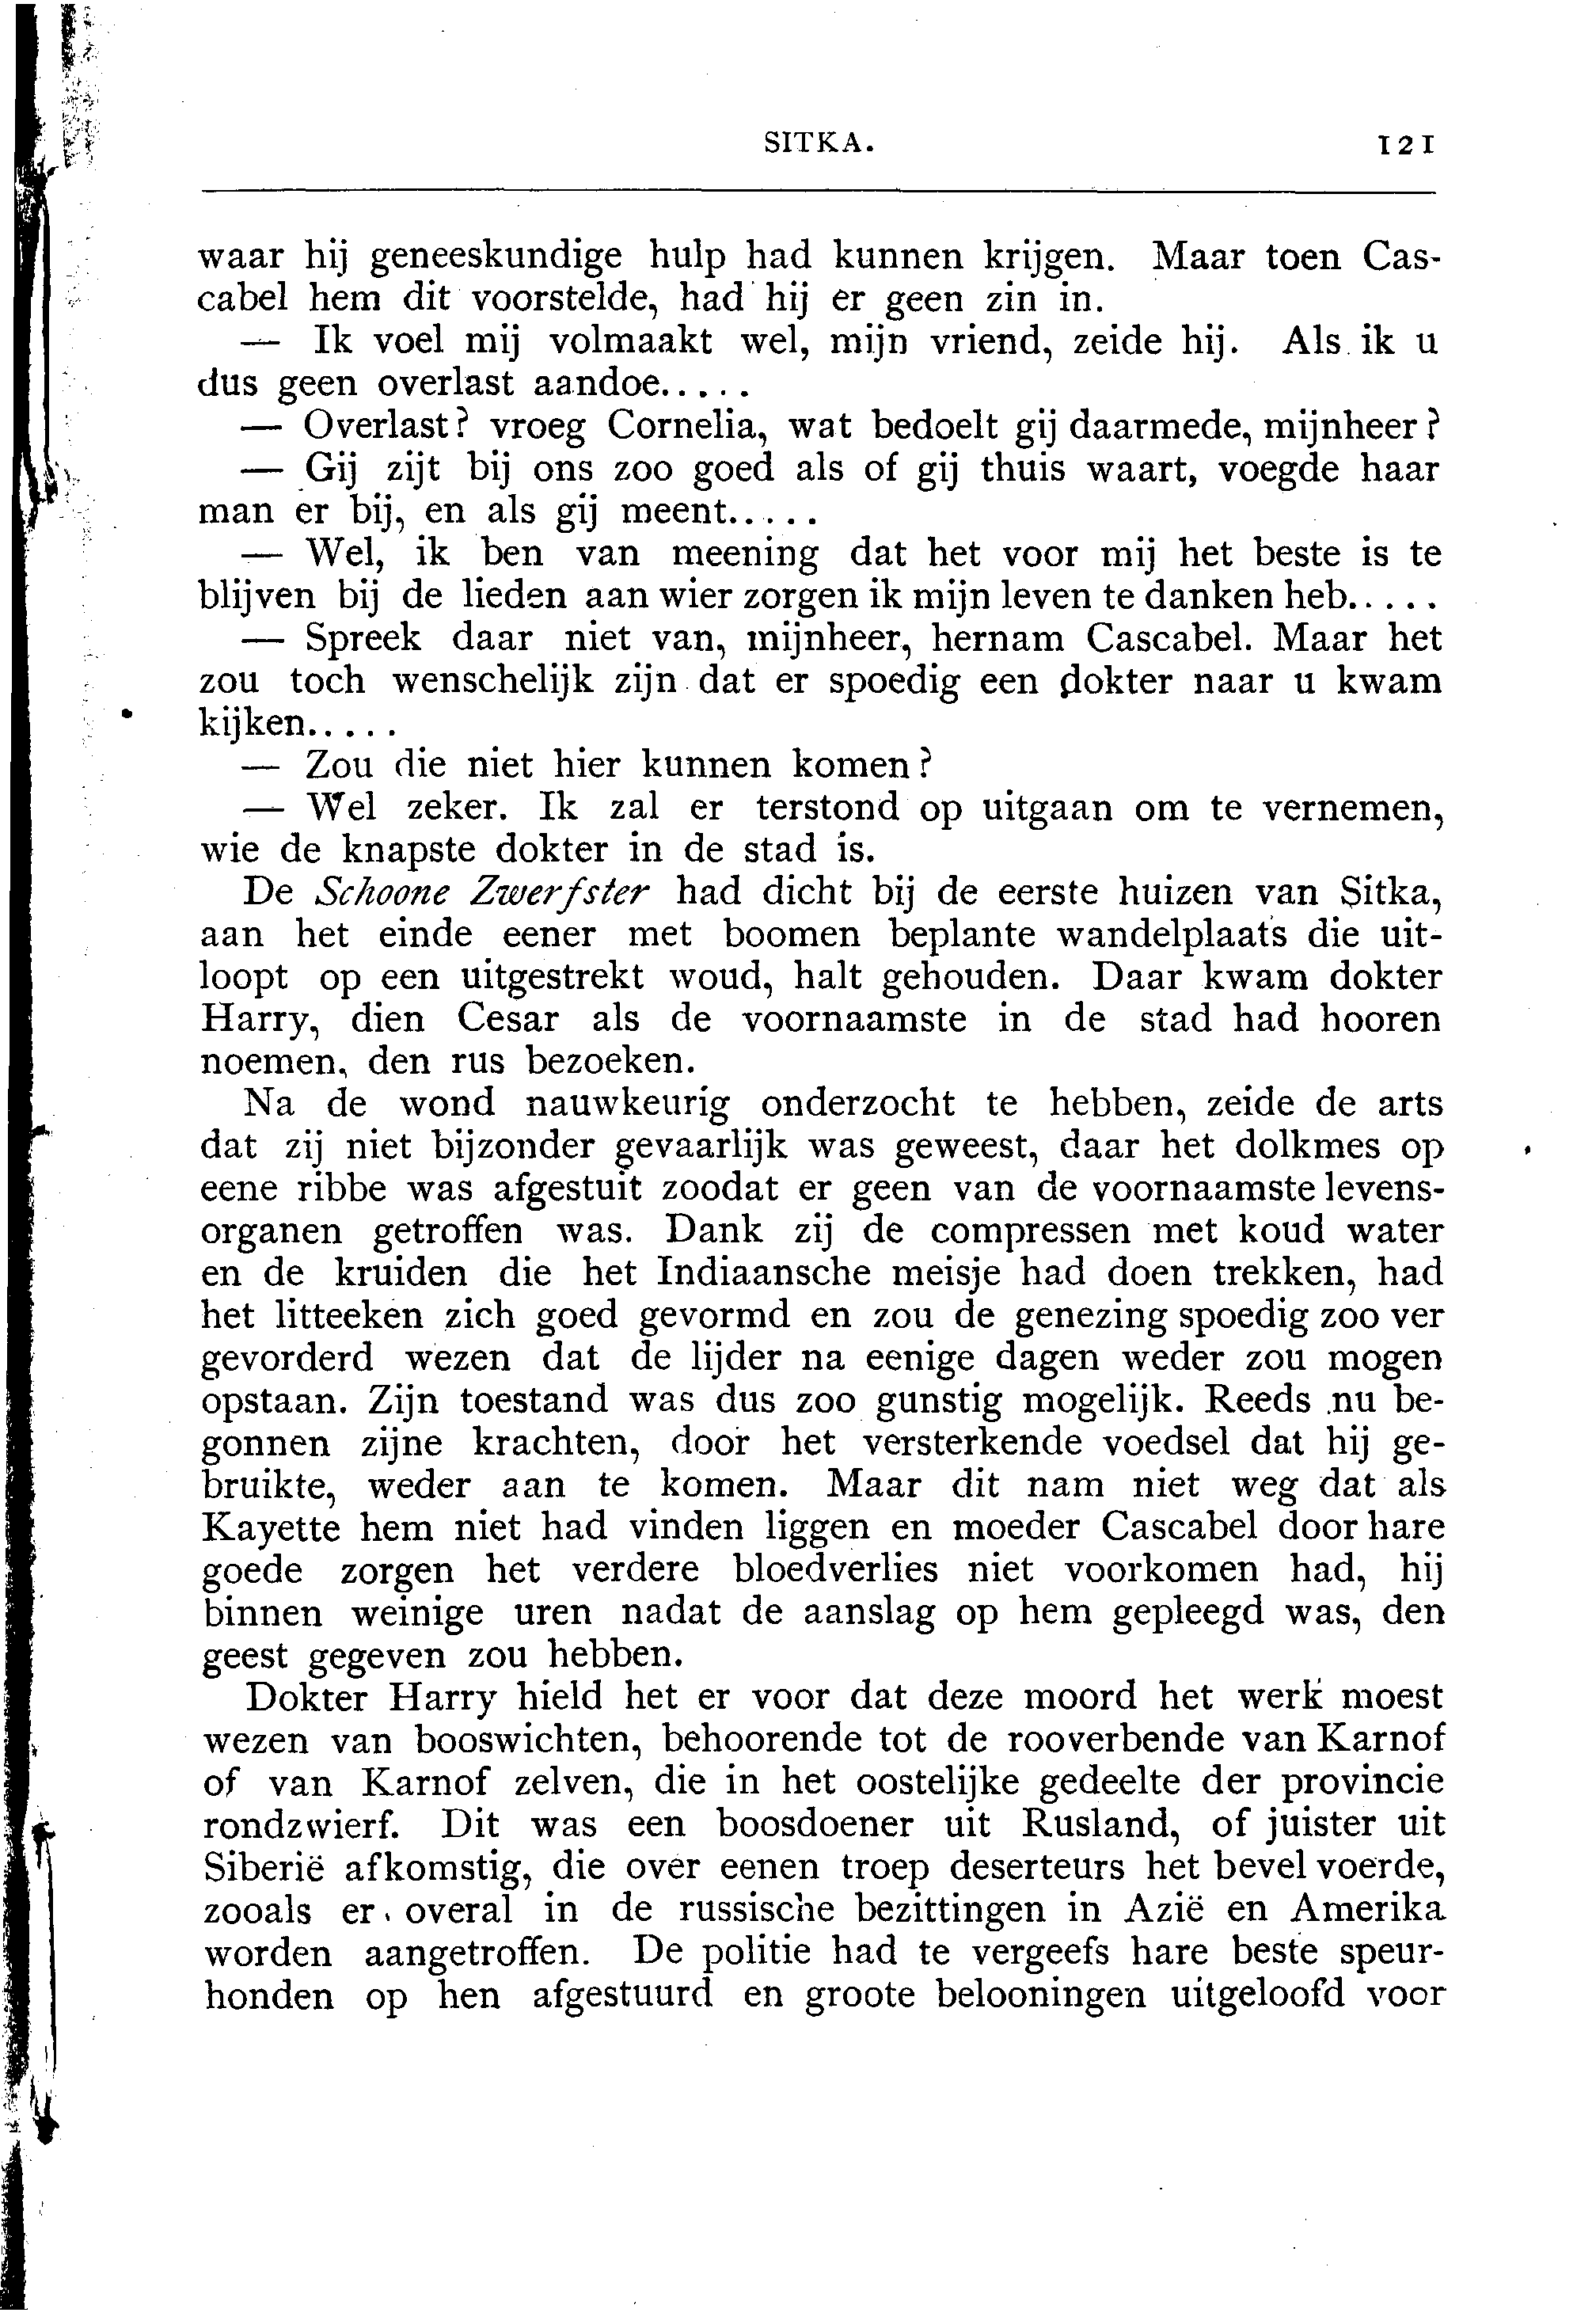 SITKA. 121
waar hij geneeskundige hulp had kunnen krijgen. Maar toen Cas-
cabel hem dit voorstelde, had hij er geen zin in.
— Ik voel mij volmaakt wel, mijn vriend, zeide hij. Als ik u
dus geen overlast aandoe.....
— Overlast? vroeg Cornelia, wat bedoelt gij daarmede, mijnheer?
— Gij zijt bij ons zoo goed als of gij thuis waart, voegde haar
man er bij, en als gij meent.....
— Wel, ik ben van meening dat het voor mij het beste is te
blijven bij de lieden aan wier zorgen ik mijn leven te danken heb.....
— Spreek daar niet van, mijnheer, hernam Cascabel. Maar het
zou toch wenschelijk zijn dat er spoedig een dokter naar u kwam
kijken.....
— Zou die niet hier kunnen komen?
— Wel zeker. Ik zal er terstond op uitgaan om te vernemen,
wie de knapste dokter in de stad is.
De Schoone Zwerfster had dicht bij de eerste huizen van Sitka,
aan het einde eener met boomen beplante wandelplaats die uit-
loopt op een uitgestrekt woud, halt gehouden. Daar kwam dokter
Harry, dien Cesar als de voornaamste in de stad had hooren
noemen, den rus bezoeken.
Na de wond nauwkeurig onderzocht te hebben, zeide de arts
dat zij niet bijzonder gevaarlijk was geweest, daar het dolkmes op
eene ribbe was afgestuit zoodat er geen van de voornaamste levens-
organen getroffen was. Dank zij de compressen met koud water
en de kruiden die het Indiaansche meisje had doen trekken, had
het litteeken zich goed gevormd en zou de genezing spoedig zoo ver
gevorderd wezen dat de lijder na eenige dagen weder zou mogen
opstaan. Zijn toestand was dus zoo gunstig mogelijk. Reeds nu be-
gonnen zijne krachten, door het versterkende voedsel dat hij ge-
bruikte, weder aan te komen. Maar dit nam niet weg dat als
Kayette hem niet had vinden liggen en moeder Cascabel door hare
goede zorgen het verdere bloedverlies niet voorkomen had, hij
binnen weinige uren nadat de aanslag op hem gepleegd was, den
geest gegeven zou hebben.
Dokter Harry hield het er voor dat deze moord het werk moest
wezen van booswichten, behoorende tot de rooverbende van Karnof
of van Karnof zelven, die in het oostelijke gedeelte der provincie
rondzwierf. Dit was een boosdoener uit Rusland, of juister uit
Siberië afkomstig, die over eenen troep deserteurs het bevel voerde,
zooals er overal in de russische bezittingen in Azië en Amerika
worden aangetroffen. De politie had te vergeefs hare beste speur-
honden op hen afgestuurd en groote belooningen uitgeloofd voor